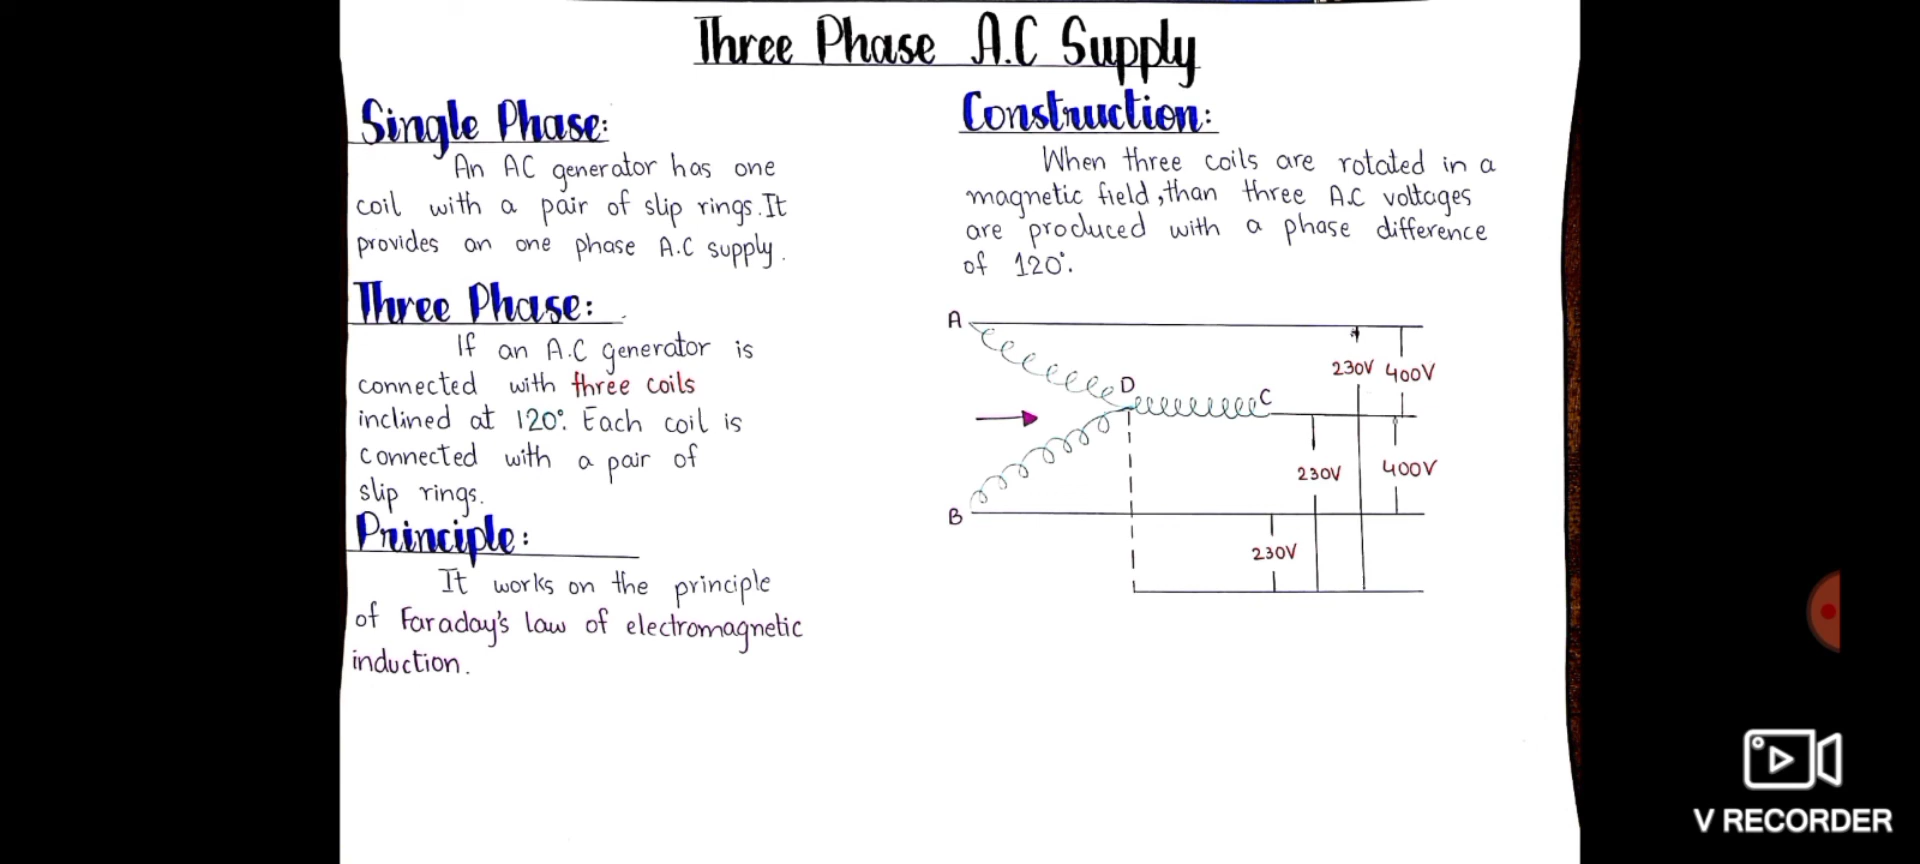 Three Phase A.C Supply
Single Phase:
An AC generator has one
coil with a pair of slip rings. It
provides an one phase A.C supply.
Three Phase:
If an A.C generator is
connected with three coils
inclined at 120°. Each coil is
connected with a pair of
slip rings.
Principle:
It works on the principle
of Faraday's law of electromagnetic
induction.
Construction:
When three coils are rotated in a
magnetic field, than three A.C voltages
are produced with a phase difference
of 120°.
A
230V 400V
D
C
230V 400V
B
230V
V RECORDER